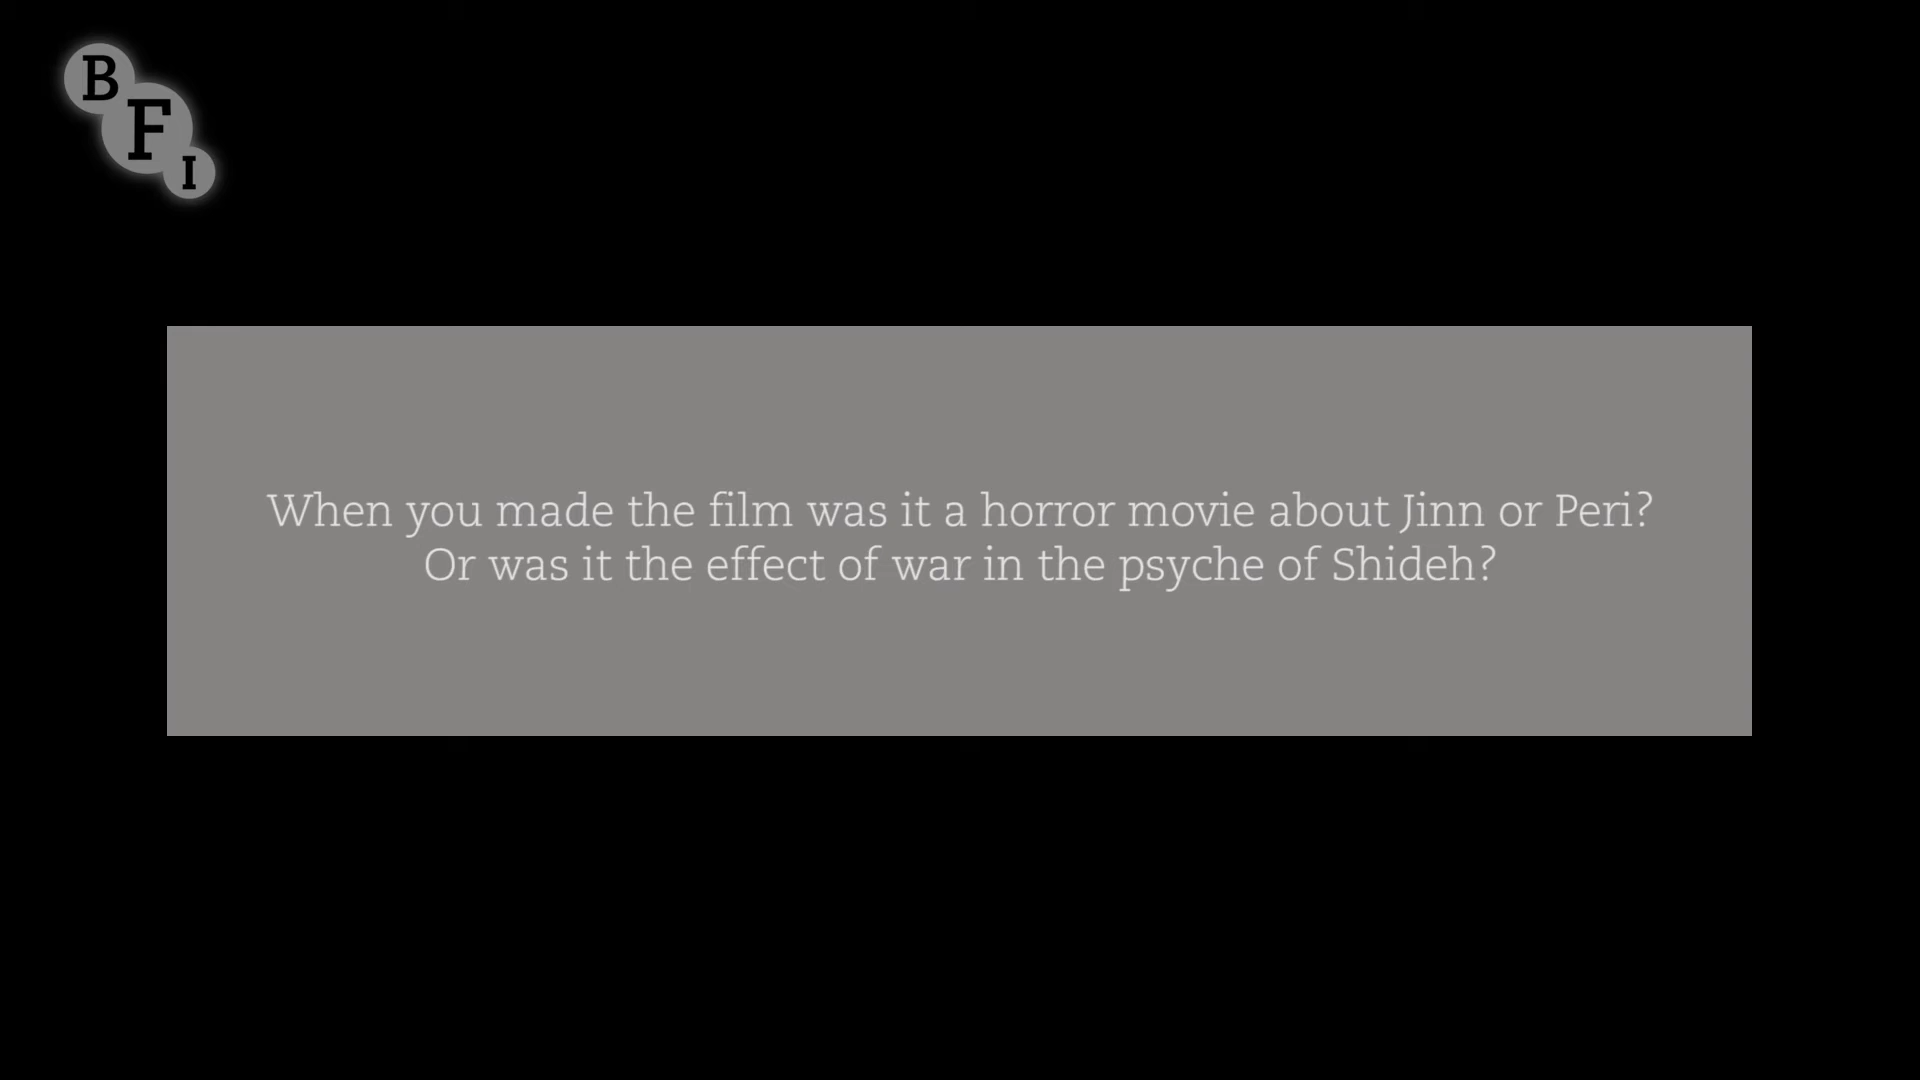 BFI
When you made the film was it a horror movie about Jinn or Peri?
Or was it the effect of war in the psyche of Shideh?